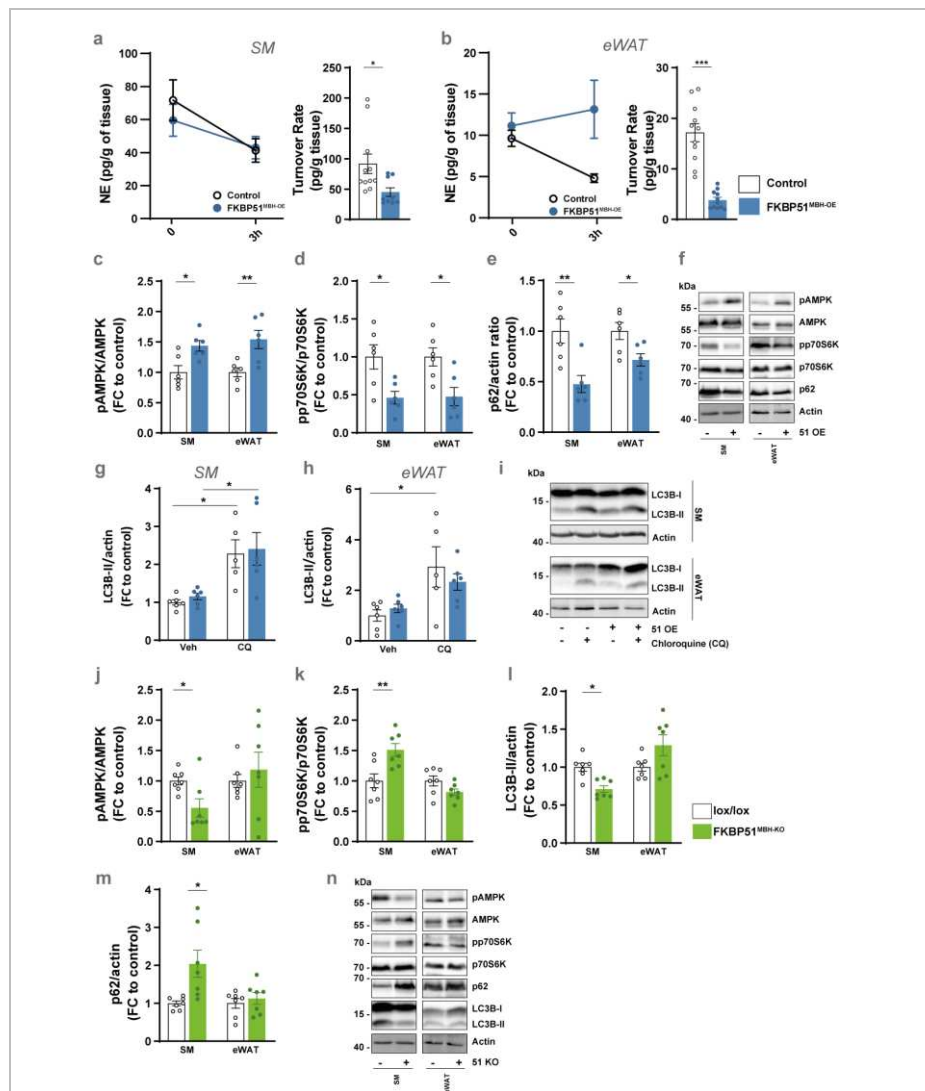 a
SM
NE (pg/g of tissue)
100
80
60
40
20
0
0
3h
Control
FKBP51MBH-OE
Turnover Rate
(pg/g tissue)
250
200
150
100
50
0
*
b
eWAT
NE (pg/g of tissue)
20
15
10
5
0
0
3h
Control
FKBP51MBH-OE
Turnover Rate
(pg/g tissue)
30
20
10
0
***
Control
FKBP51MBH-OE
c
pAMPK/AMPK
(FC to control)
2.5
2.0
1.5
1.0
0.5
0.0
* **
SM eWAT
d
pp70S6K/p70S6K
(FC to control)
2.0
1.5
1.0
0.5
0.0
* *
SM eWAT
e
p62/actin ratio
(FC to control)
2.0
1.5
1.0
0.5
0.0
** *
SM eWAT
f
kDa
55 - pAMPK
55 - AMPK
70 - pp70S6K
70 - p70S6K
70
55 - p62
40 - Actin
- + - + 51 OE
SM eWAT
g
SM
LC3B-II/actin
(FC to control)
4
3
2
1
0
*
*
Veh CQ
h
eWAT
LC3B-II/actin
(FC to control)
6
4
2
0
*
Veh CQ
i
kDa
LC3B-I
15 -
LC3B-II
40 - Actin
SM
LC3B-I
15 -
LC3B-II
40 - Actin
eWAT
- - + + 51 OE
- + - + Chloroquine (CQ)
j
pAMPK/AMPK
(FC to control)
2.5
2.0
1.5
1.0
0.5
0.0
*
SM eWAT
k
pp70S6K/p70S6K
(FC to control)
2.5
2.0
1.5
1.0
0.5
0.0
**
SM eWAT
l
LC3B-II/actin
(FC to control)
2.0
1.5
1.0
0.5
0.0
*
SM eWAT
lox/lox
FKBP51MBH-KO
m
p62/actin
(FC to control)
4
3
2
1
0
*
SM eWAT
n
kDa
55 - pAMPK
55 - AMPK
70 - pp70S6K
70 - p70S6K
70
55 - p62
LC3B-I
15 -
LC3B-II
40 - Actin
- + - + 51 KO
SM eWAT